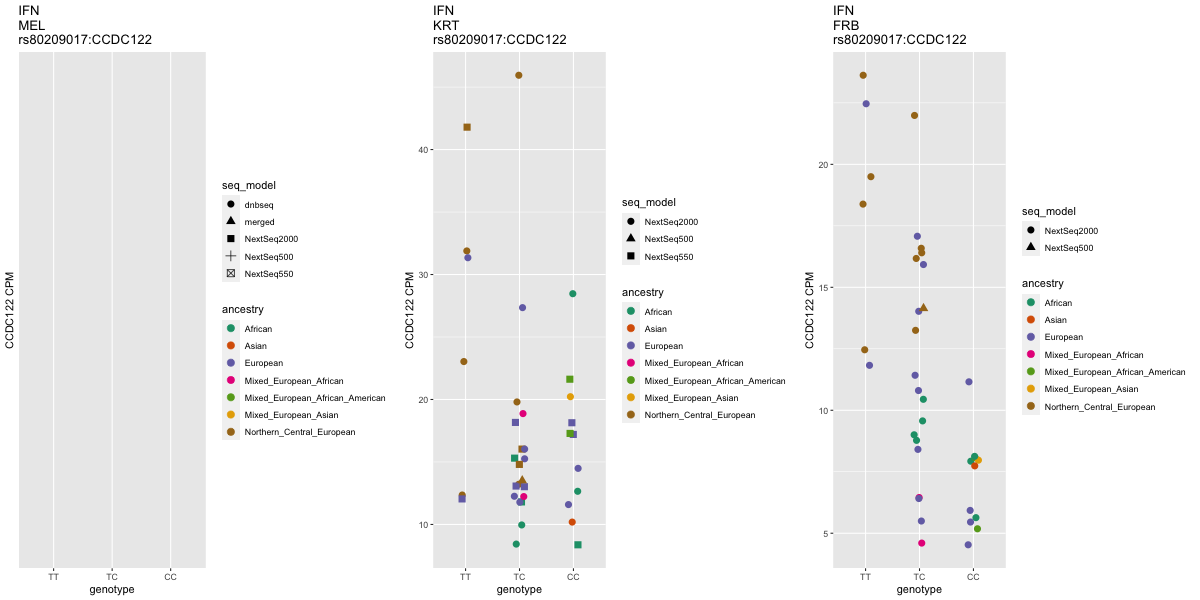 IFN
MEL
rs80209017:CCDC122
CCDC122 CPM
TT
TC
CC
genotype
seq_model
dnbseq
merged
NextSeq2000
NextSeq500
NextSeq550
ancestry
African
Asian
European
Mixed_European_African
Mixed_European_African_American
Mixed_European_Asian
Northern_Central_European
IFN
KRT
rs80209017:CCDC122
CCDC122 CPM
40
30
20
10
TT
TC
CC
genotype
seq_model
NextSeq2000
NextSeq500
NextSeq550
ancestry
African
Asian
European
Mixed_European_African
Mixed_European_African_American
Mixed_European_Asian
Northern_Central_European
IFN
FRB
rs80209017:CCDC122
CCDC122 CPM
20
15
10
5
TT
TC
CC
genotype
seq_model
NextSeq2000
NextSeq500
ancestry
African
Asian
European
Mixed_European_African
Mixed_European_African_American
Mixed_European_Asian
Northern_Central_European